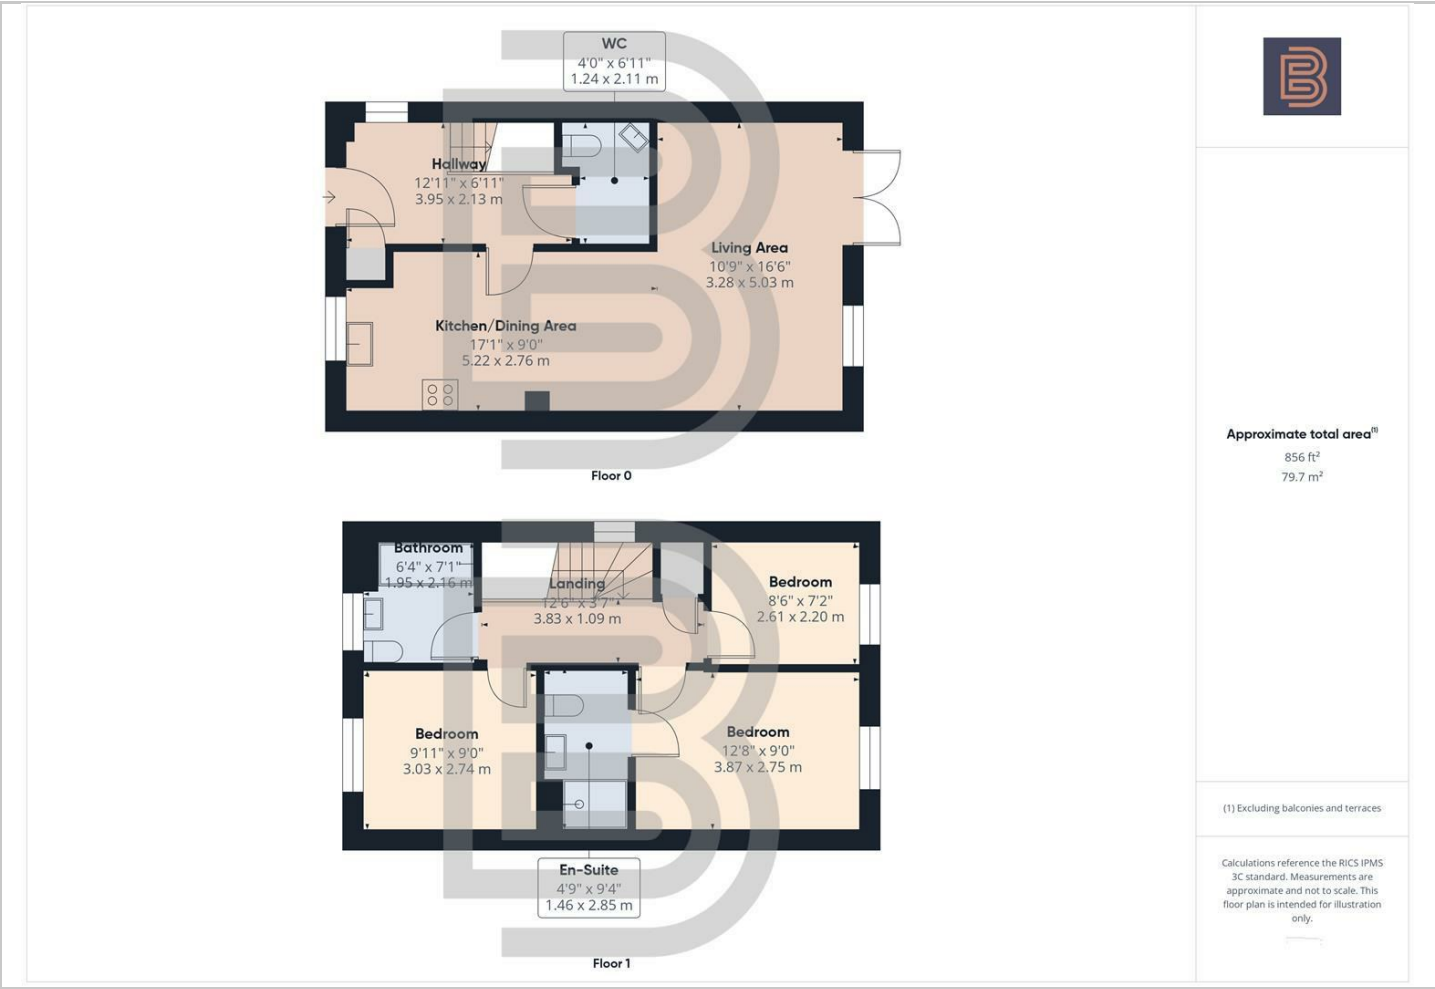 WC
4'0" x 6'11"
1.24 x 2.11 m
Hallway
12'11" x 6'11"
3.95 x 2.13 m
Living Area
10'9" x 16'6"
3.28 x 5.03 m
Kitchen/Dining Area
17'1" x 9'0"
5.22 x 2.76 m
Floor 0
Bathroom
6'4" x 7'1"
1.95 x 2.16 m
Landing
12'6" x 3'7"
3.83 x 1.09 m
Bedroom
8'6" x 7'2"
2.61 x 2.20 m
Bedroom
9'11" x 9'0"
3.03 x 2.74 m
Bedroom
12'8" x 9'0"
3.87 x 2.75 m
En-Suite
4'9" x 9'4"
1.46 x 2.85 m
Floor 1
B
Approximate total area(1)
856 ft²
79.7 m²
(1) Excluding balconies and terraces
Calculations reference the RICS IPMS
3C standard. Measurements are
approximate and not to scale. This
floor plan is intended for illustration
only.